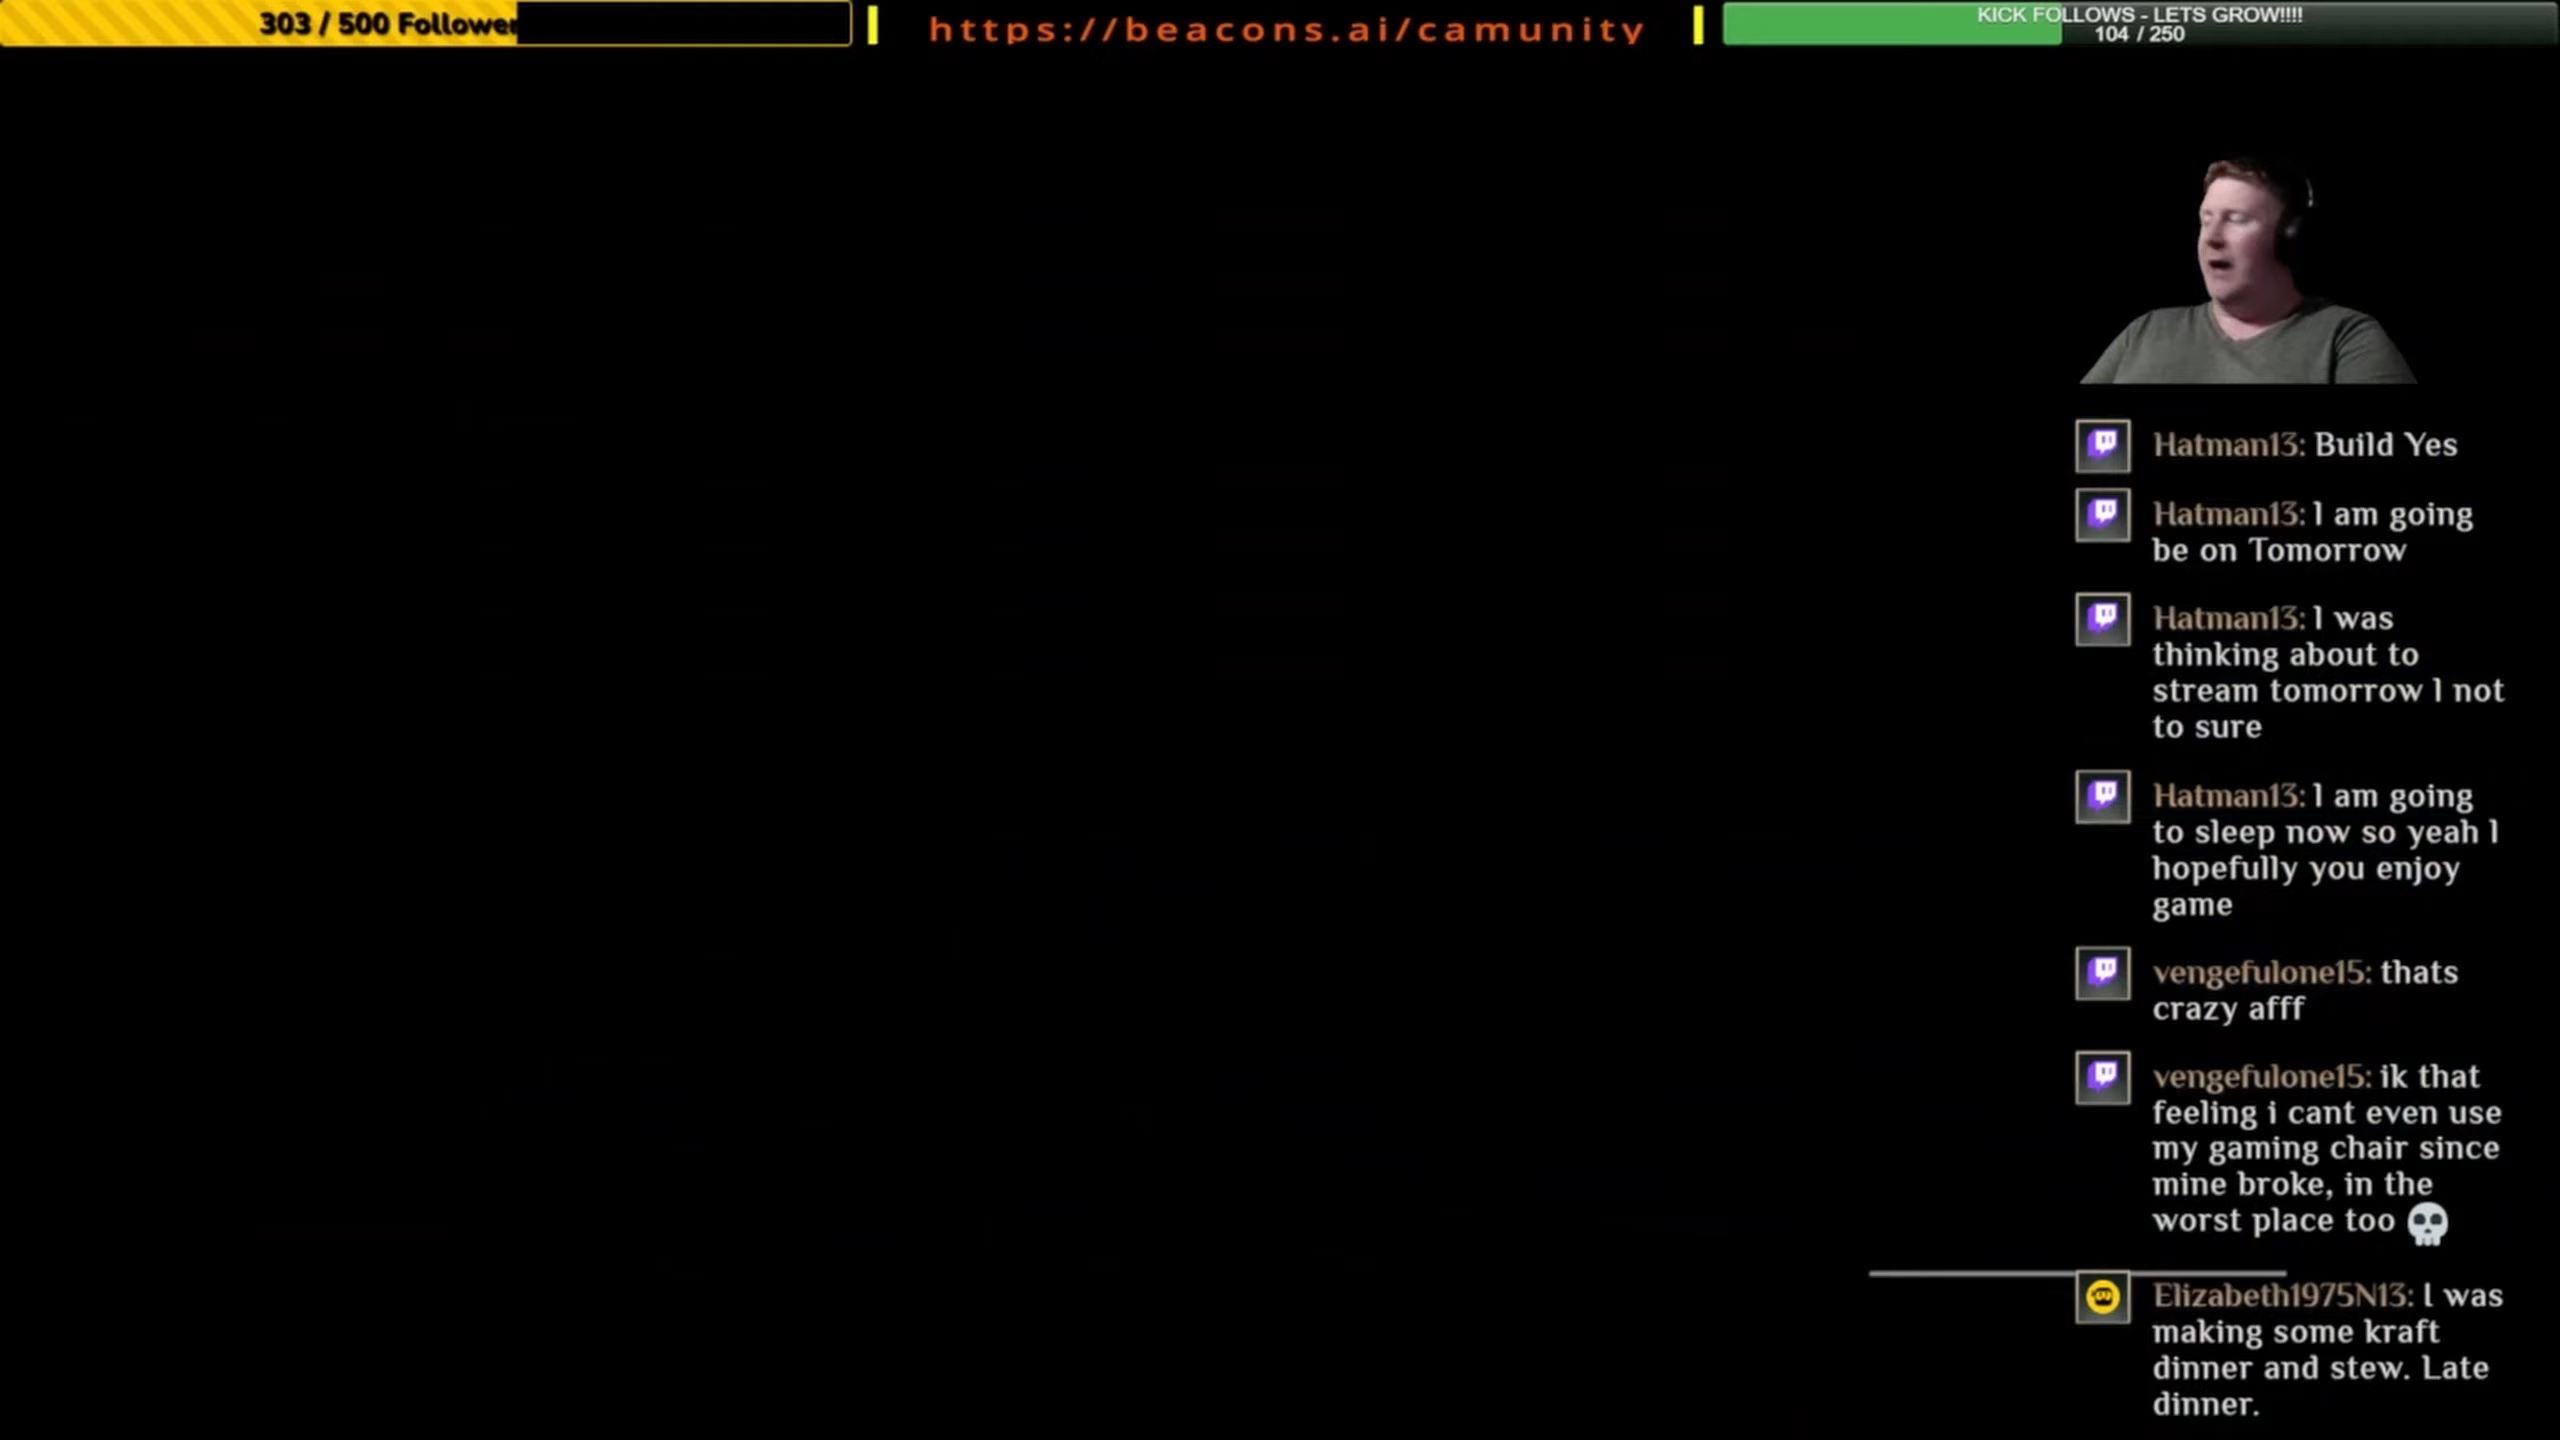 303 / 500 Follower
https://beacons.ai/camunity
KICK FOLLOWS - LETS GROW!!!!
104 / 250
Hatman13: Build Yes
Hatman13: I am going
be on Tomorrow
Hatman13: I was
thinking about to
stream tomorrow I not
to sure
Hatman13: I am going
to sleep now so yeah I
hopefully you enjoy
game
vengefulone15: thats
crazy afff
vengefulone15: ik that
feeling i cant even use
my gaming chair since
mine broke, in the
worst place too 💀
Elizabeth1975N13: I was
making some kraft
dinner and stew. Late
dinner.